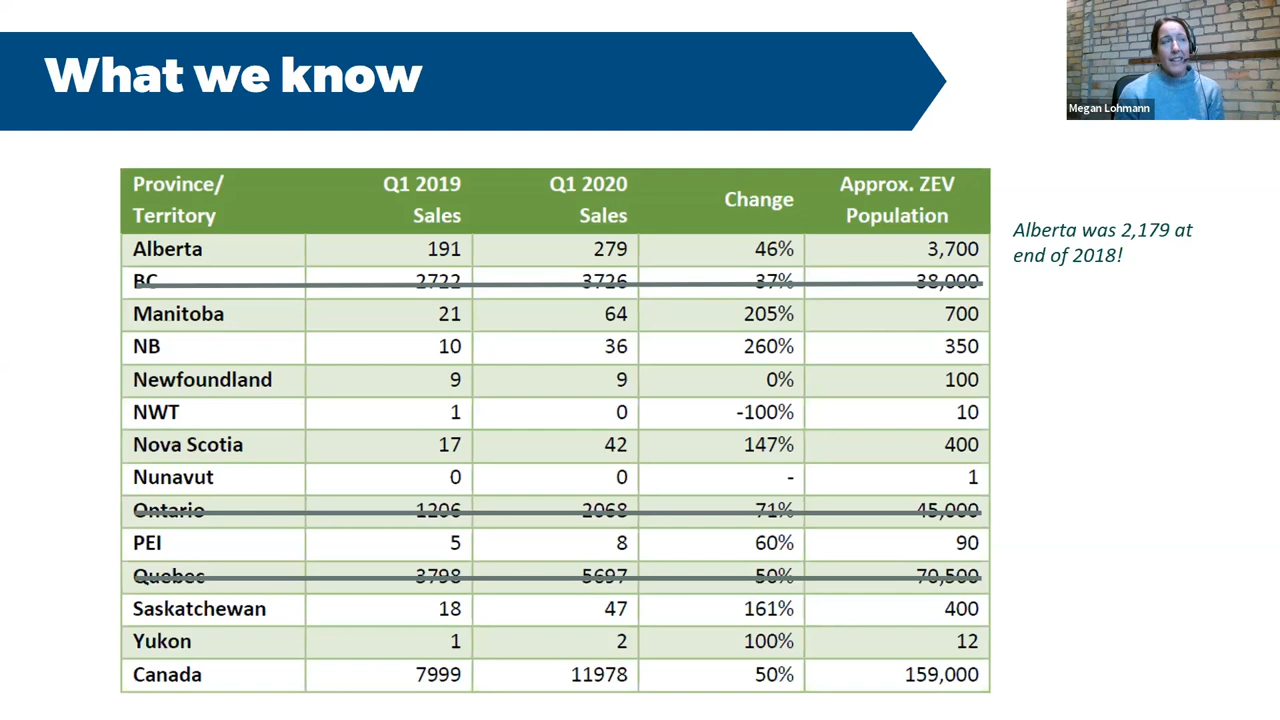 What we know
Megan Lohmann
Province/ Territory Q1 2019 Sales Q1 2020 Sales Change Approx. ZEV Population
Alberta 191 279 46% 3,700
BC 2722 3726 37% 38,000
Manitoba 21 64 205% 700
NB 10 36 260% 350
Newfoundland 9 9 0% 100
NWT 1 0 -100% 10
Nova Scotia 17 42 147% 400
Nunavut 0 0 - 1
Ontario 1206 2068 71% 45,000
PEI 5 8 60% 90
Quebec 3798 5697 50% 70,500
Saskatchewan 18 47 161% 400
Yukon 1 2 100% 12
Canada 7999 11978 50% 159,000
Alberta was 2,179 at
end of 2018!